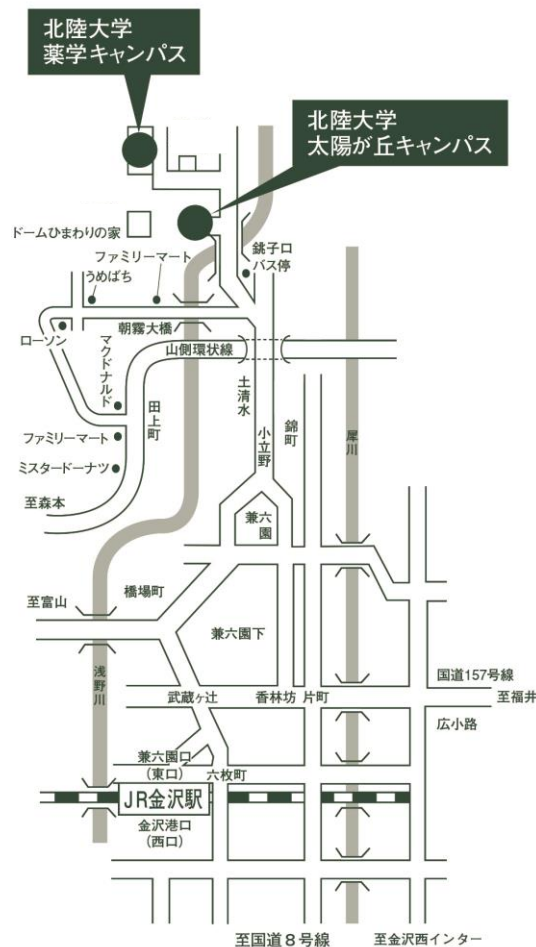 北陸大学
薬学キャンパス
北陸大学
太陽が丘キャンパス
ドームひまわりの家
ファミリーマート
うめばち
銚子口
バス停
朝霧大橋
ローソン
山側環状線
マクドナルド
田上町
土清水
小立野
錦町
犀川
ファミリーマート
ミスタードーナツ
至森本
兼六
園
橋場町
至富山
兼六園下
浅野川
国道157号線
武蔵ヶ辻
香林坊
片町
至福井
広小路
兼六園口
(東口)
六枚町
JR金沢駅
金沢港口
(西口)
至国道8号線
至金沢西インター